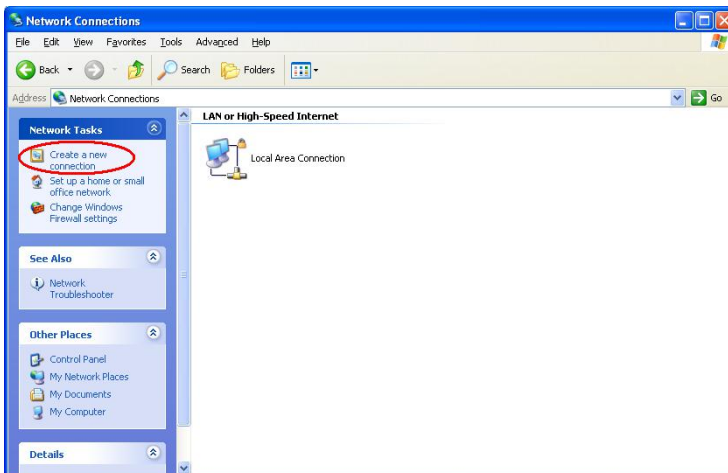 Network Connections
File Edit View Favorites Tools Advanced Help
Back Search Folders
Address Network Connections Go
Network Tasks
Create a new
connection
Set up a home or small
office network
Change Windows
Firewall settings
See Also
Network
Troubleshooter
Other Places
Control Panel
My Network Places
My Documents
My Computer
Details
LAN or High-Speed Internet
Local Area Connection